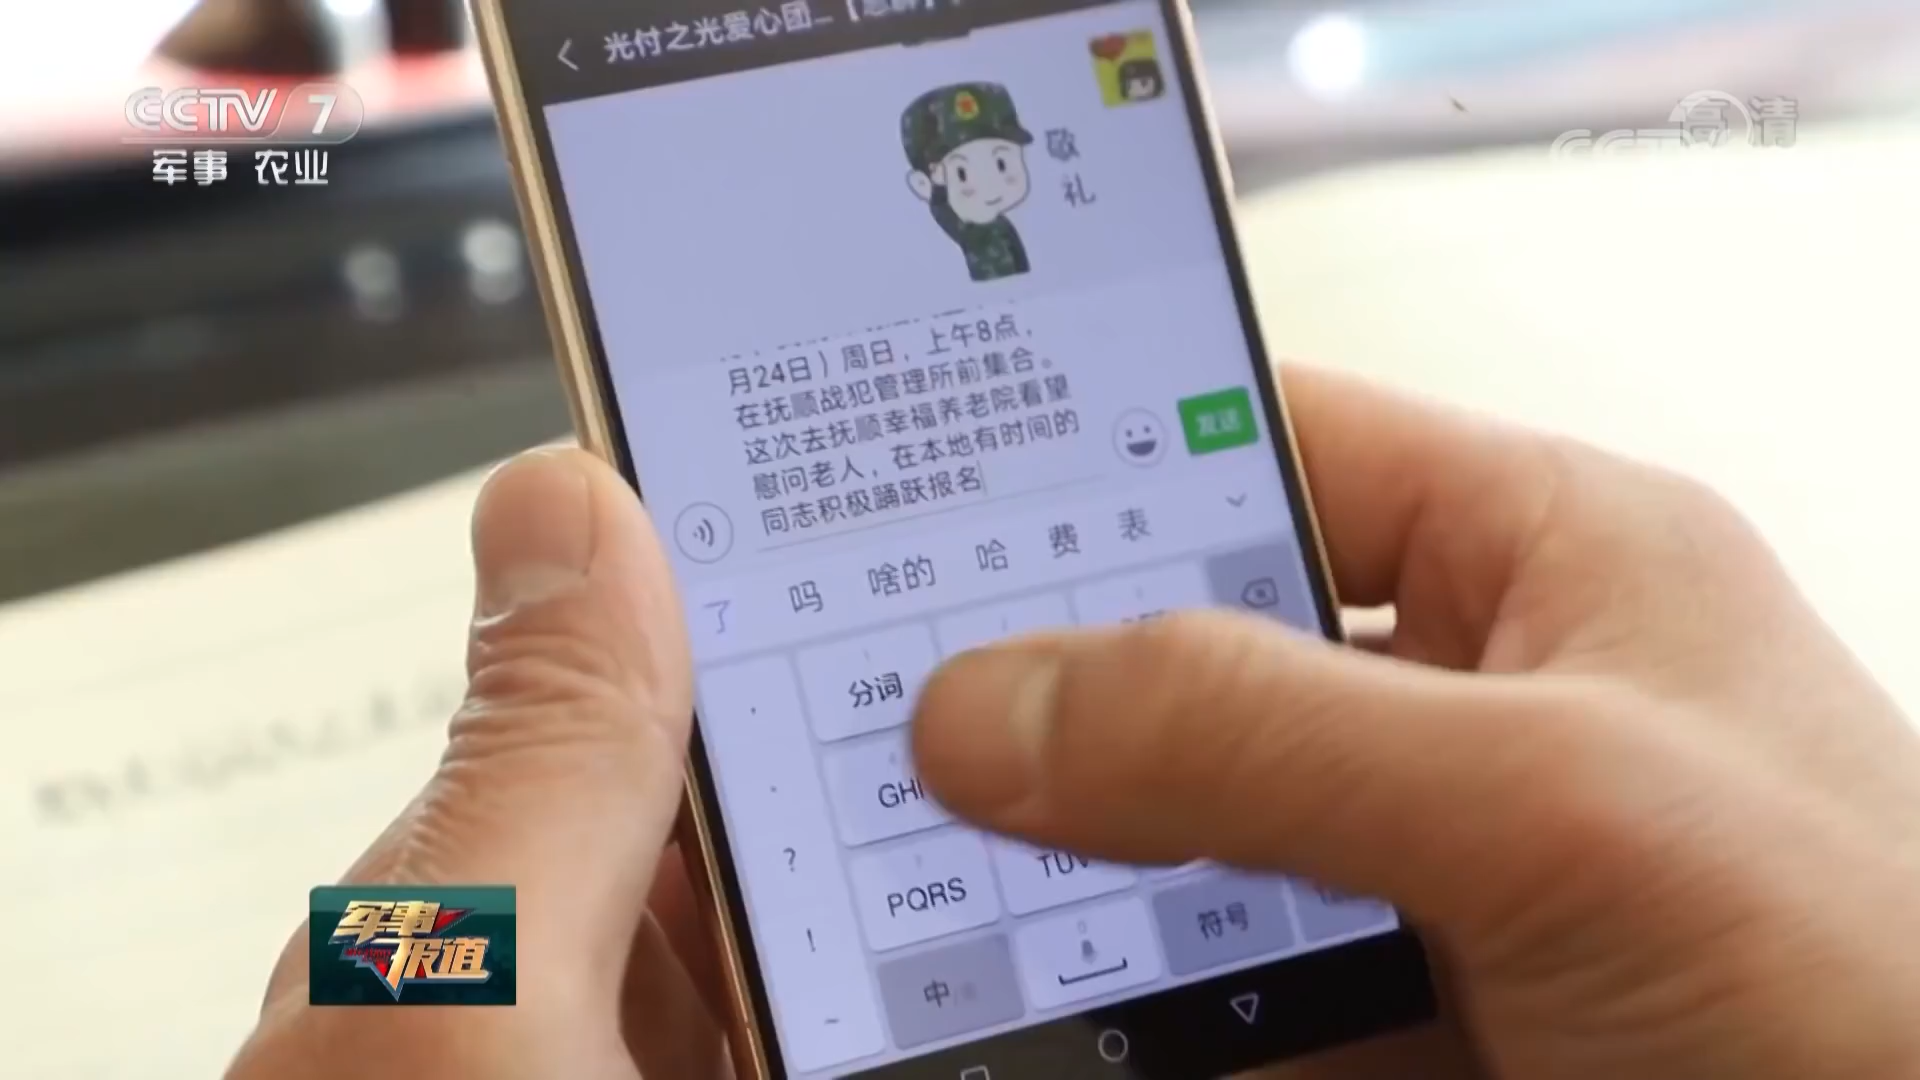 CCTV 7
军事 农业
高清
CCTV
光付之光爱心团_
敬
礼
月24日）周日，上午8点，
在抚顺战犯管理所前集合。
这次去抚顺幸福养老院看望
慰问老人，在本地有时间的
同志积极踊跃报名
发送
了 吗 啥的 哈 费 表
分词
GHI
?
PQRS
TUV
!
中
符号
~
军事
报道